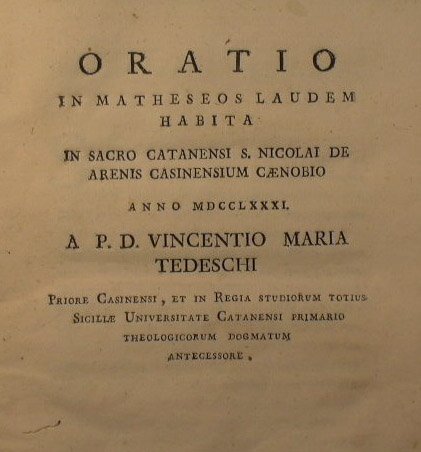 ORATIO
IN MATHESEOS LAUDEM
HABITA
IN SACRO CATANENSI S. NICOLAI DE
ARENIS CASINENSIUM CÆNOBIO
ANNO MDCCLXXXI.
A P. D. VINCENTIO MARIA
TEDESCHI
PRIORE CASINENSI, ET IN REGIA STUDIORUM TOTIUS
SICILIÆ UNIVERSITATE CATANENSI PRIMARIO
THEOLOGICORUM DOGMATUM
ANTECESSORE.